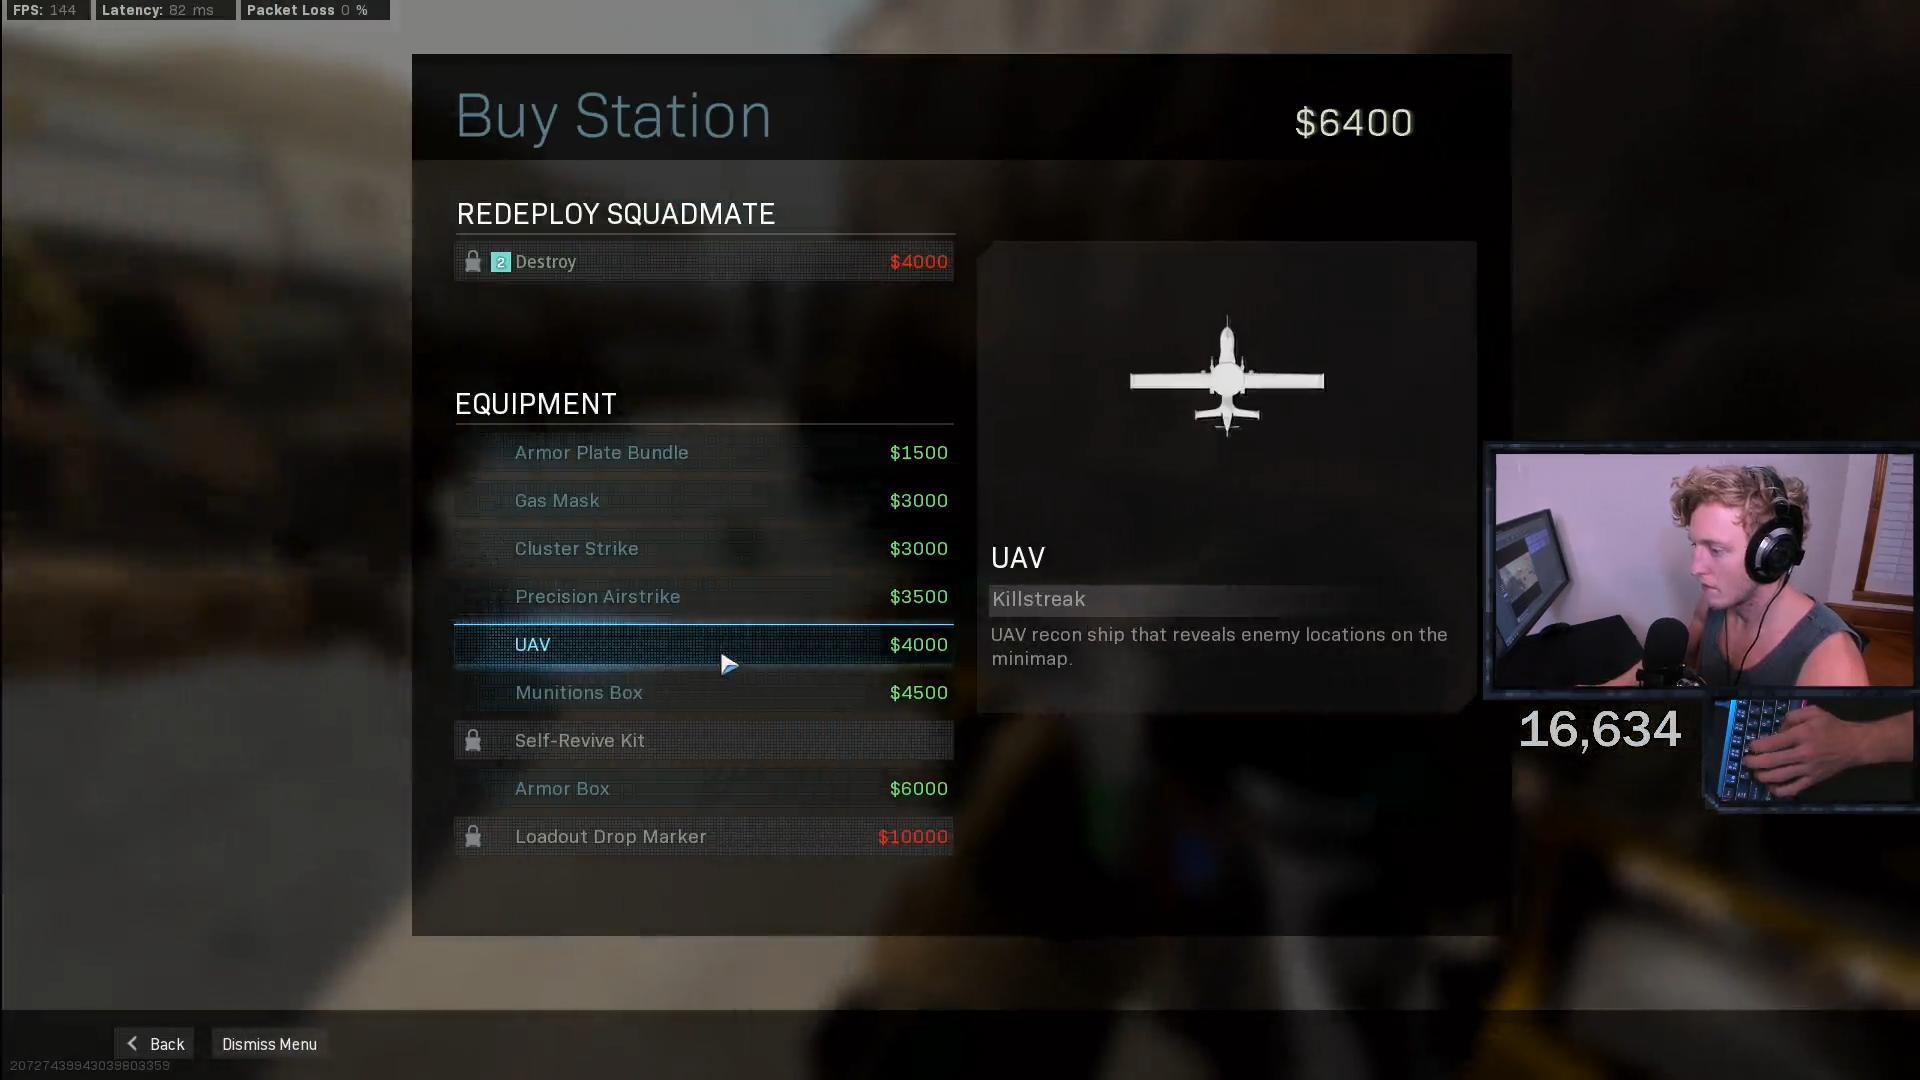 FPS: 144 Latency: 82 ms Packet Loss 0 %
Buy Station
$6400
REDEPLOY SQUADMATE
2 Destroy $4000
EQUIPMENT
Armor Plate Bundle $1500
Gas Mask $3000
Cluster Strike $3000
Precision Airstrike $3500
UAV $4000
Munitions Box $4500
Self-Revive Kit
Armor Box $6000
Loadout Drop Marker $10000
UAV
Killstreak
UAV recon ship that reveals enemy locations on the
minimap.
16,634
Back Dismiss Menu
20727439943039803359